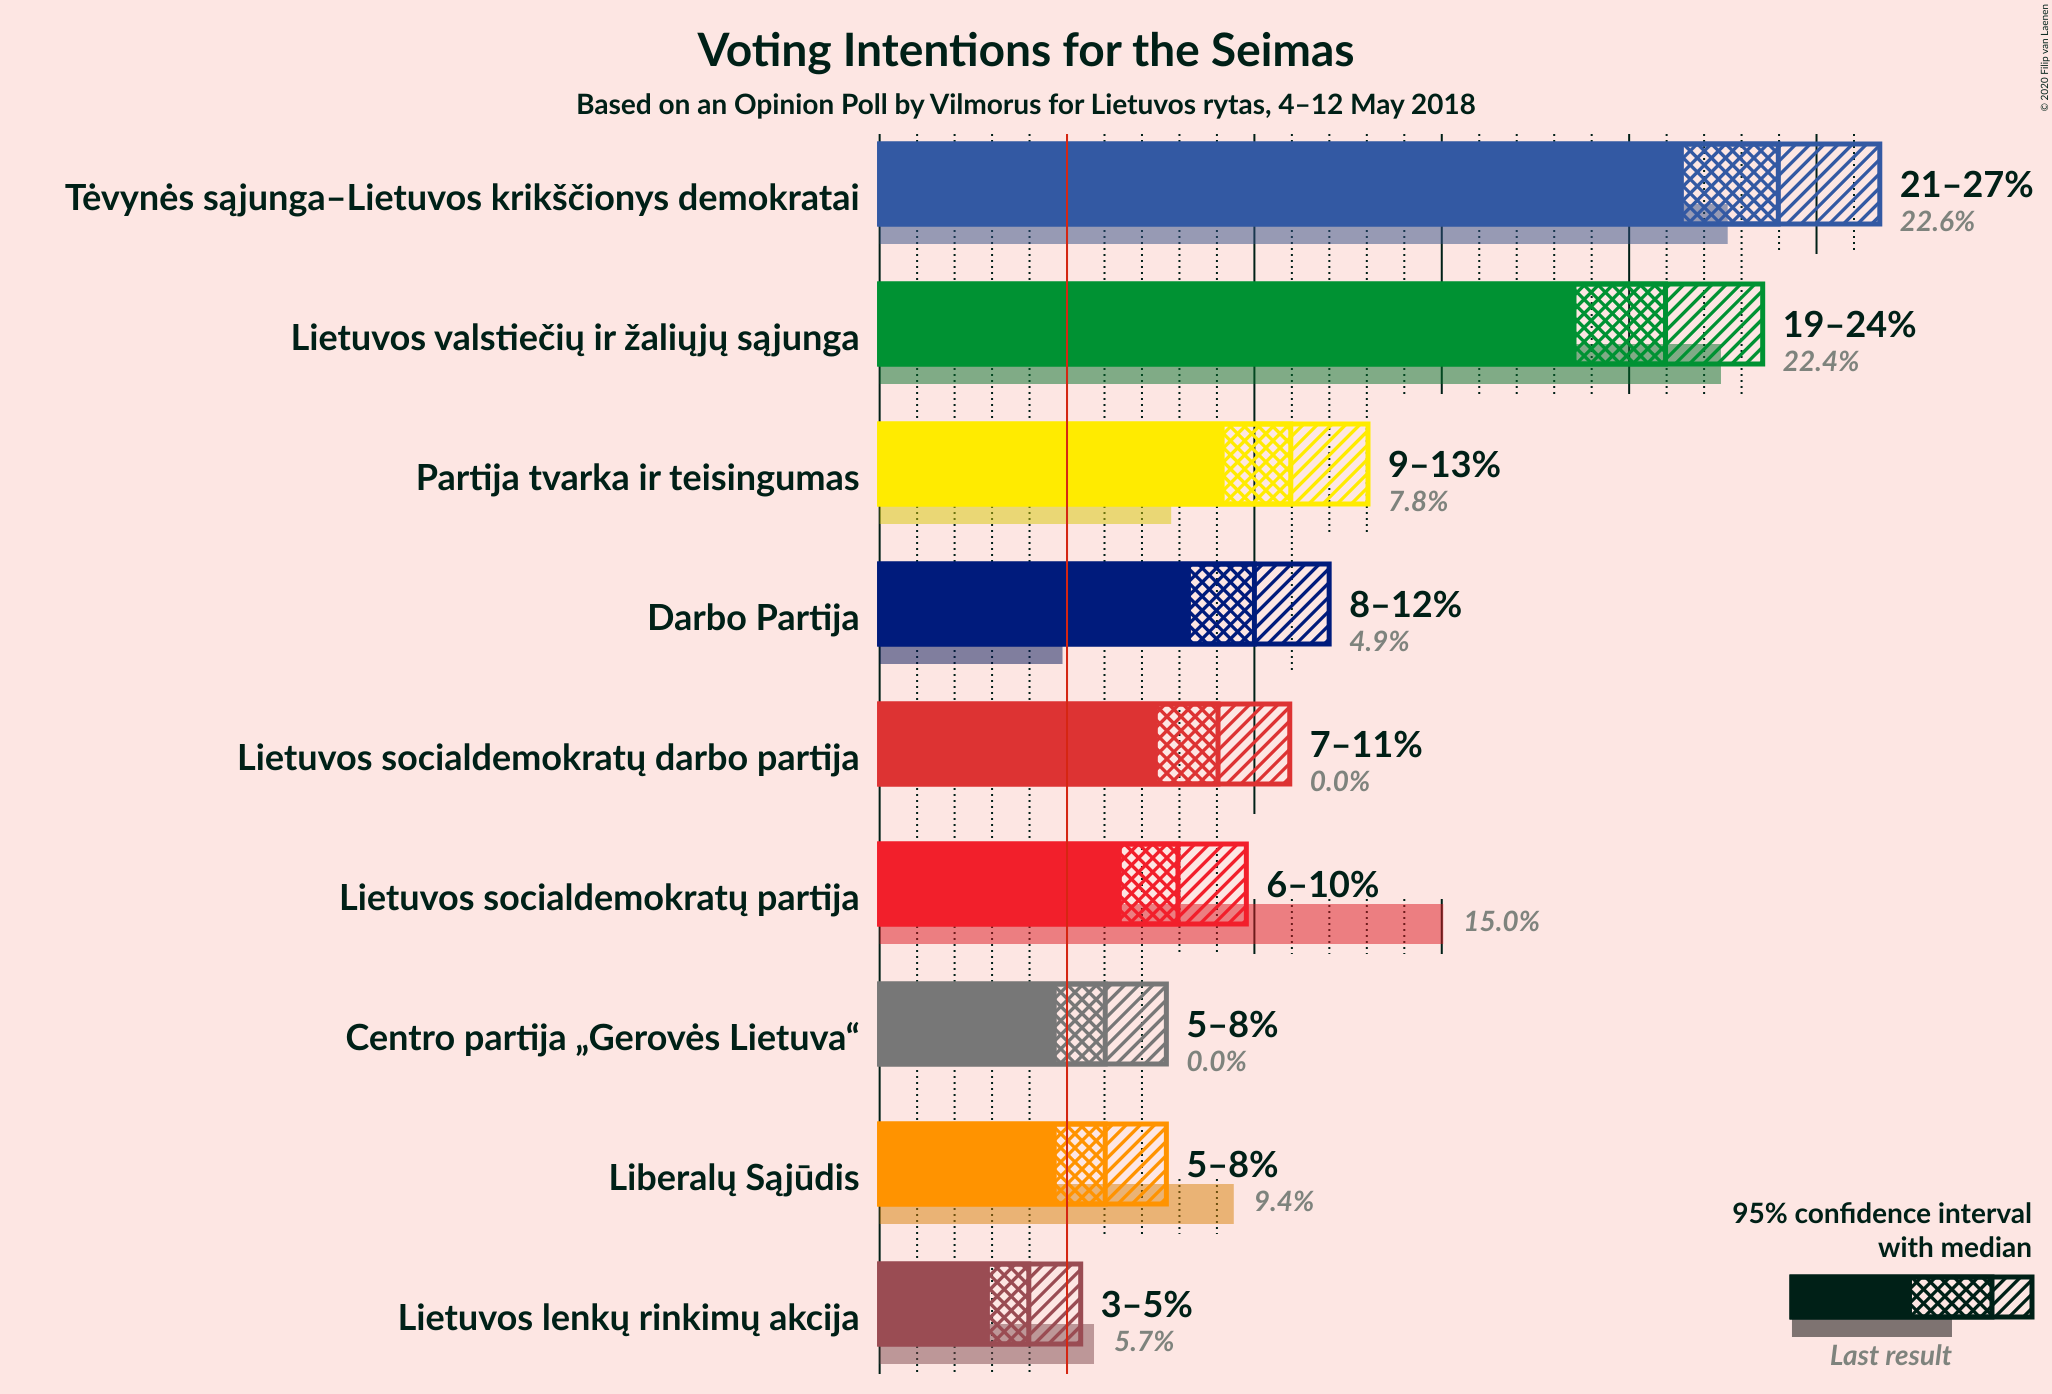 Voting Intentions for the Seimas
Based on an Opinion Poll by Vilmorus for Lietuvos rytas, 4–12 May 2018
© 2020 Filip van Laenen
Tėvynės sąjunga–Lietuvos krikščionys demokratai
21–27%
22.6%
Lietuvos valstiečių ir žaliųjų sąjunga
19–24%
22.4%
Partija tvarka ir teisingumas
9–13%
7.8%
Darbo Partija
8–12%
4.9%
Lietuvos socialdemokratų darbo partija
7–11%
0.0%
Lietuvos socialdemokratų partija
6–10%
15.0%
Centro partija „Gerovės Lietuva“
5–8%
0.0%
Liberalų Sąjūdis
5–8%
9.4%
Lietuvos lenkų rinkimų akcija
3–5%
5.7%
95% confidence interval
with median
Last result